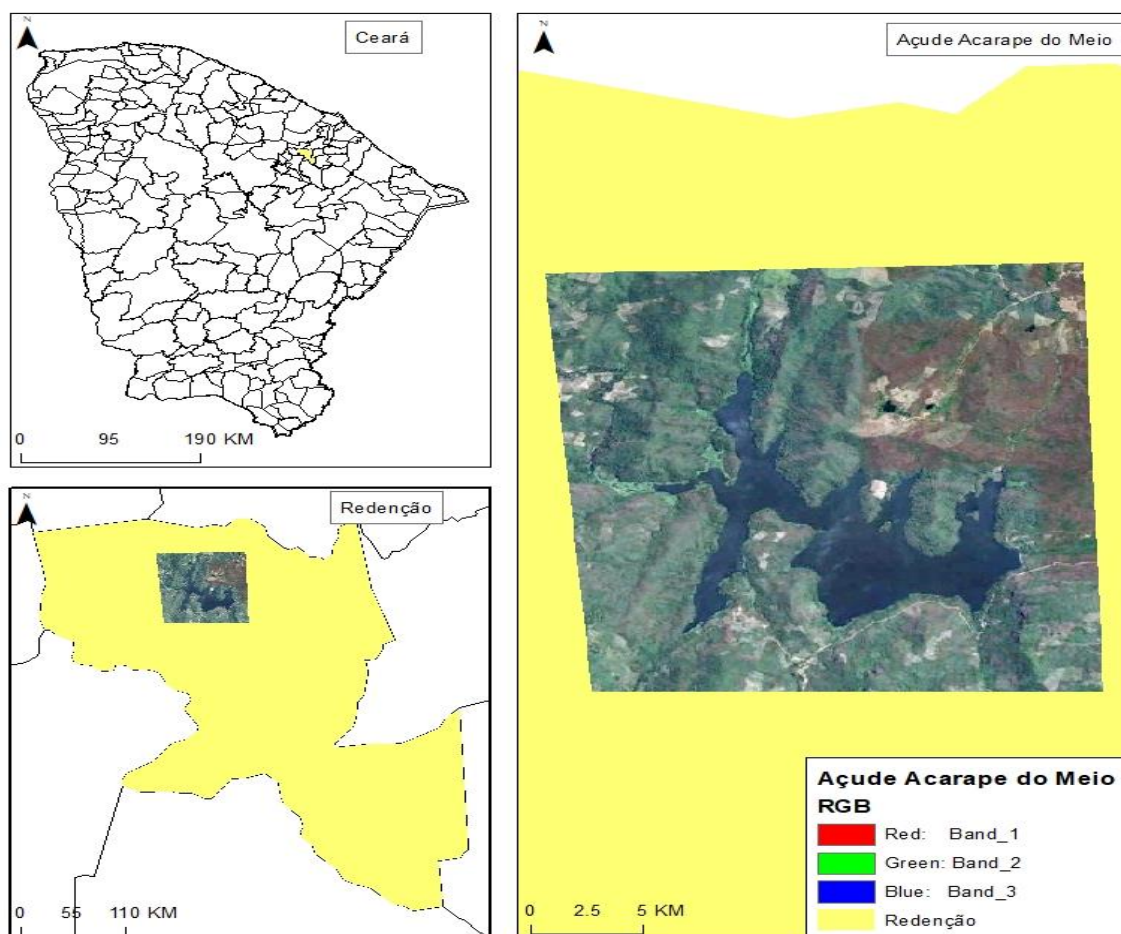 N
Ceará
0 95 190 KM
N
Redenção
0 55 110 KM
N
Açude Acarape do Meio
Açude Acarape do Meio
RGB
Red: Band_1
Green: Band_2
Blue: Band_3
Redenção
0 2.5 5 KM